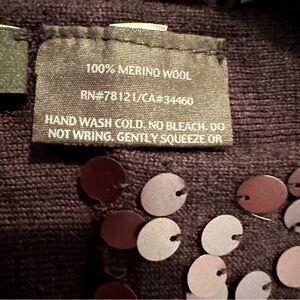 100% MERINO WOOL
RN#78121/CA#34460
HAND WASH COLD. NO BLEACH. DO
NOT WRING. GENTLY SQUEEZE OR